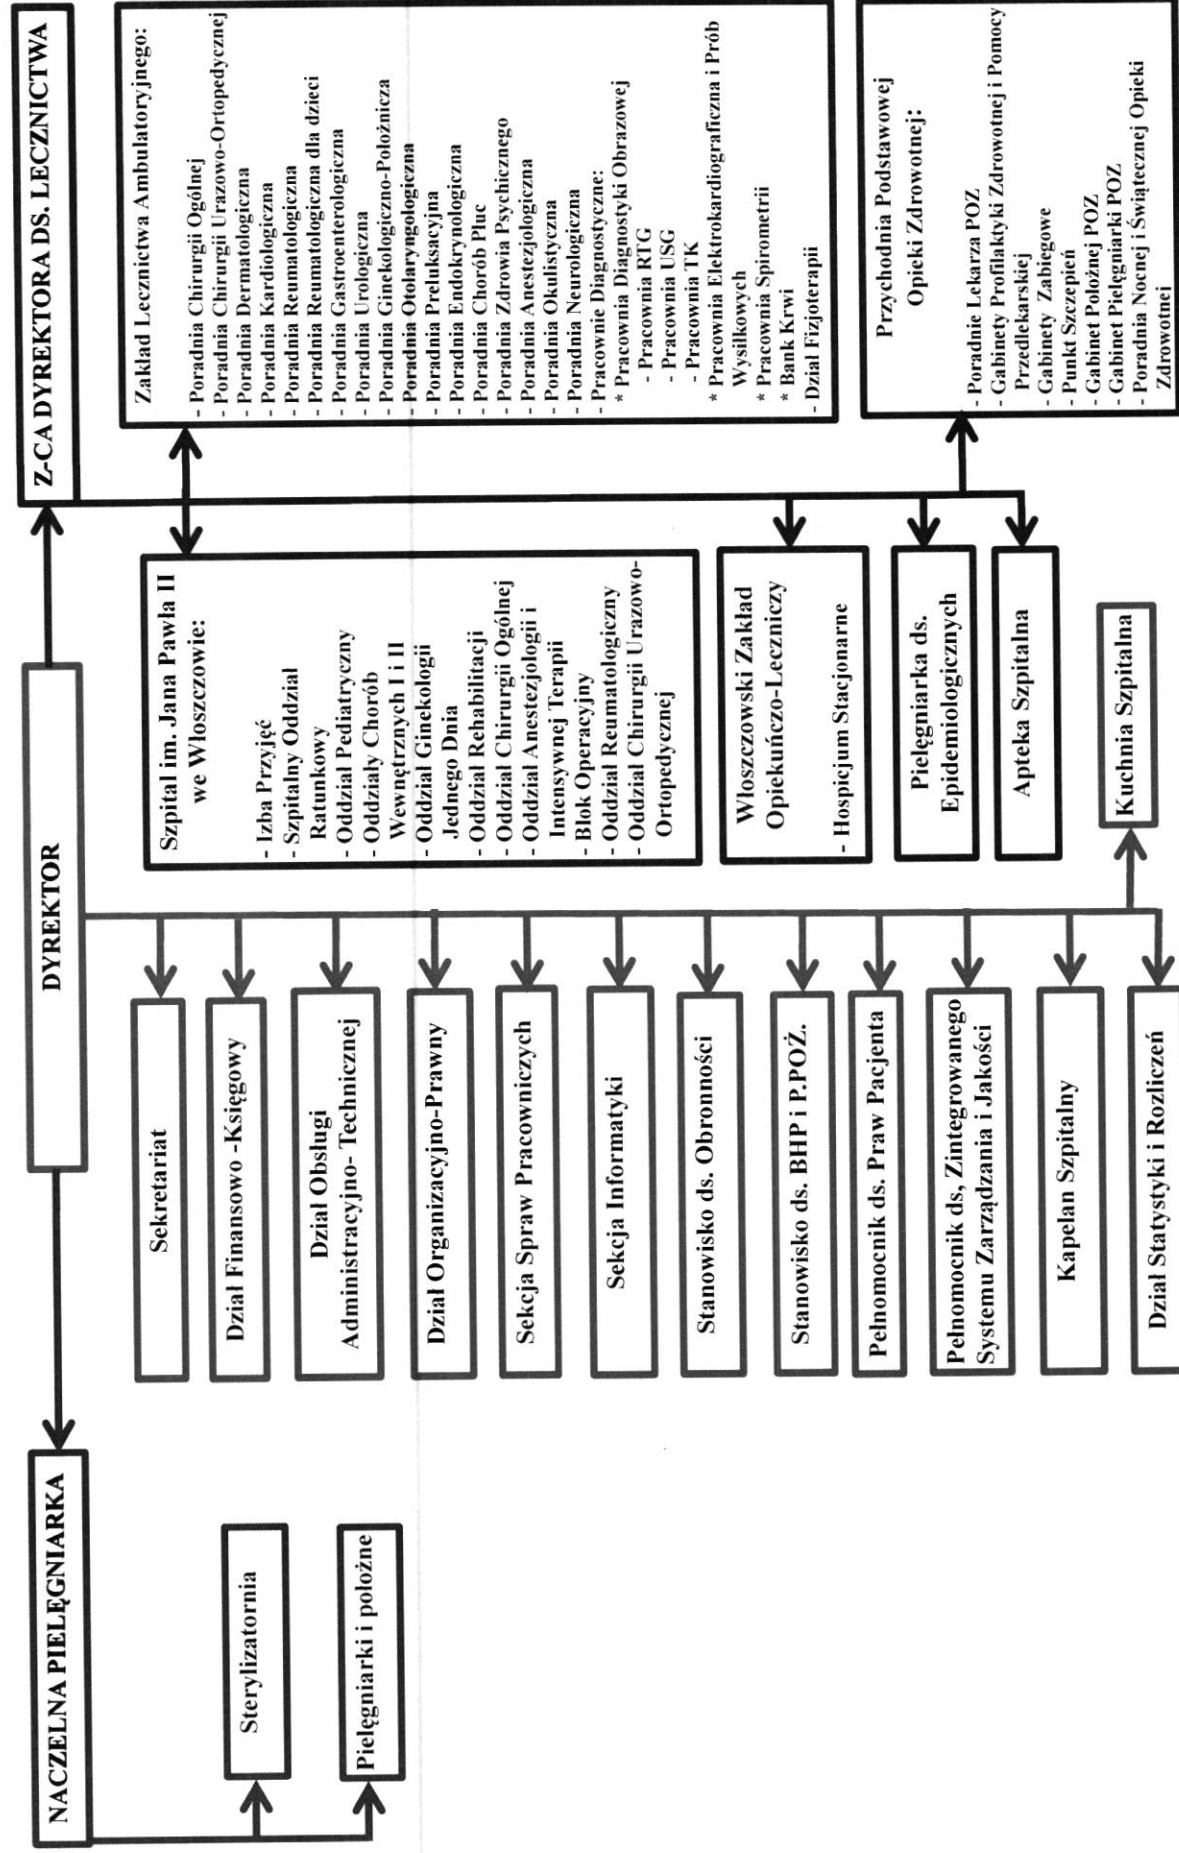 NACZELNA PIELĘGNIARKA
DYREKTOR
Z-CA DYREKTORA DS. LECZNICTWA
Sterylizatornia
Pielęgniarki i położne
Sekretariat
Dział Finansowo -Księgowy
Dział Obsługi
Administracyjno- Technicznej
Dział Organizacyjno-Prawny
Sekcja Spraw Pracowniczych
Sekcja Informatyki
Stanowisko ds. Obronności
Stanowisko ds. BHP i P.POŻ.
Pełnomocnik ds. Praw Pacjenta
Pełnomocnik ds, Zintegrowanego
Systemu Zarządzania i Jakości
Kapelan Szpitalny
Dział Statystyki i Rozliczeń
Kuchnia Szpitalna
Szpital im. Jana Pawła II
we Włoszczowie:
- Izba Przyjęć
- Szpitalny Oddział
Ratunkowy
- Oddział Pediatryczny
- Oddziały Chorób
Wewnętrznych I i II
- Oddział Ginekologii
Jednego Dnia
- Oddział Rehabilitacji
- Oddział Chirurgii Ogólnej
- Oddział Anestezjologii i
Intensywnej Terapii
- Blok Operacyjny
- Oddział Reumatologiczny
- Oddział Chirurgii Urazowo-
Ortopedycznej
Włoszczowski Zakład
Opiekuńczo-Leczniczy
- Hospicjum Stacjonarne
Pielęgniarka ds.
Epidemiologicznych
Apteka Szpitalna
Zakład Lecznictwa Ambulatoryjnego:
- Poradnia Chirurgii Ogólnej
- Poradnia Chirurgii Urazowo-Ortopedycznej
- Poradnia Dermatologiczna
- Poradnia Kardiologiczna
- Poradnia Reumatologiczna
- Poradnia Reumatologiczna dla dzieci
- Poradnia Gastroenterologiczna
- Poradnia Urologiczna
- Poradnia Ginekologiczno-Położnicza
- Poradnia Otolaryngologiczna
- Poradnia Preluksacyjna
- Poradnia Endokrynologiczna
- Poradnia Chorób Płuc
- Poradnia Zdrowia Psychicznego
- Poradnia Anestezjologiczna
- Poradnia Okulistyczna
- Poradnia Neurologiczna
- Pracownie Diagnostyczne:
* Pracownia Diagnostyki Obrazowej
- Pracownia RTG
- Pracownia USG
- Pracownia TK
* Pracownia Elektrokardiograficzna i Prób
Wysiłkowych
* Pracownia Spirometrii
* Bank Krwi
- Dział Fizjoterapii
Przychodnia Podstawowej
Opieki Zdrowotnej:
- Poradnie Lekarza POZ
- Gabinety Profilaktyki Zdrowotnej i Pomocy
Przedlekarskiej
- Gabinety Zabiegowe
- Punkt Szczepień
- Gabinet Położnej POZ
- Gabinet Pielęgniarki POZ
- Poradnia Nocnej i Świątecznej Opieki
Zdrowotnei